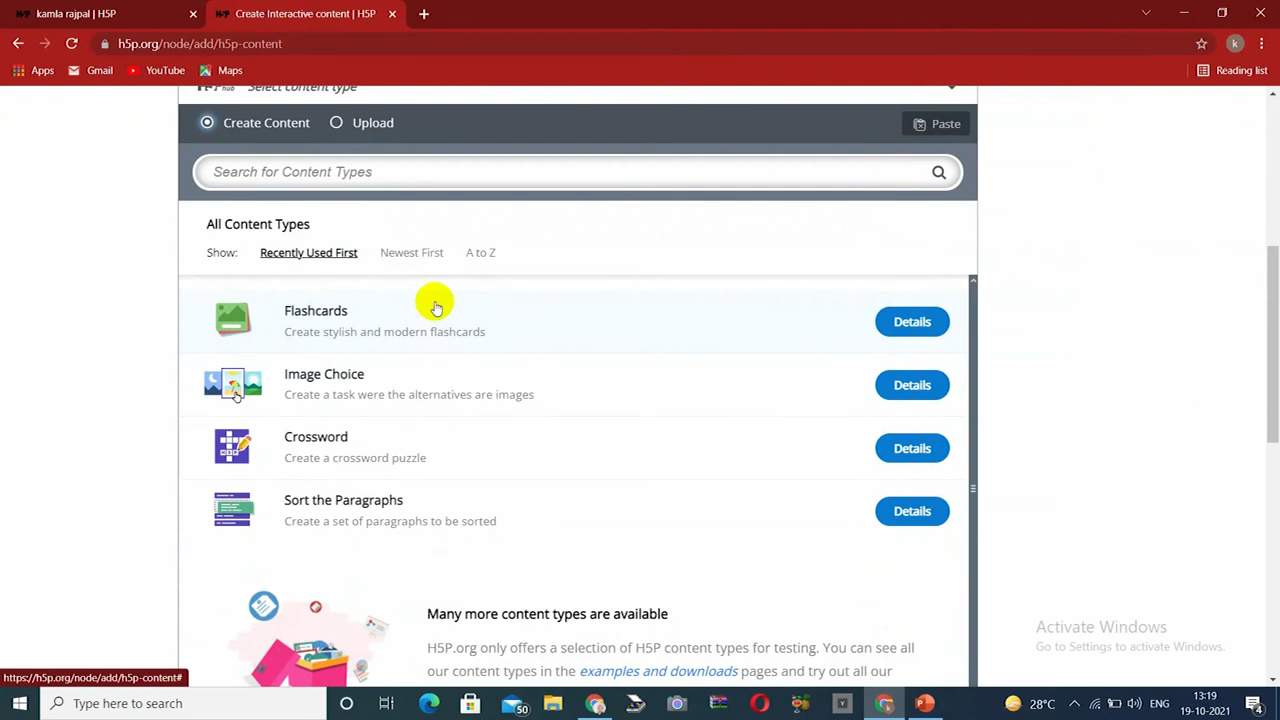 kamla rajpal | H5P
Create Interactive content | H5P
h5p.org/node/add/h5p-content
k
Apps Gmail YouTube Maps Reading list
hub Select content type
Create Content Upload Paste
Search for Content Types
All Content Types
Show: Recently Used First Newest First A to Z
Flashcards
Create stylish and modern flashcards
Details
Image Choice
Create a task were the alternatives are images
Details
Crossword
Create a crossword puzzle
Details
Sort the Paragraphs
Create a set of paragraphs to be sorted
Details
Many more content types are available
H5P.org only offers a selection of H5P content types for testing. You can see all
our content types in the examples and downloads pages and try out all our
Activate Windows
Go to Settings to activate Windows.
https://h5p.org/node/add/h5p-content#
Type here to search
50
28°C
ENG
13:19
19-10-2021
4